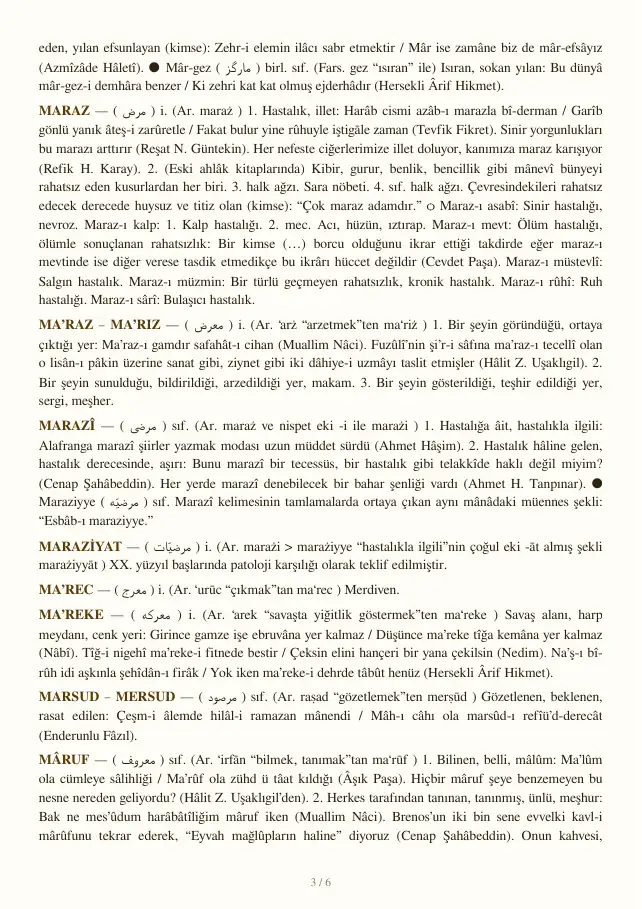 eden, yılan efsunlayan (kimse): Zehr-i elemin ilâcı sabr etmektir / Mâr ise zamâne biz de mâr-efsâyız
(Azmîzâde Hâletî). ● Mâr-gez ( مارگز ) birl. sıf. (Fars. gez “ısıran” ile) Isıran, sokan yılan: Bu dünyâ
mâr-gez-i demhâra benzer / Ki zehri kat kat olmuş ejderhâdır (Hersekli Ârif Hikmet).
MARAZ — ( مرض ) i. (Ar. maraż ) 1. Hastalık, illet: Harâb cismi azâb-ı marazla bî-derman / Garîb
gönlü yanık âteş-i zarûretle / Fakat bulur yine rûhuyle iştigāle zaman (Tevfik Fikret). Sinir yorgunlukları
bu marazı arttırır (Reşat N. Güntekin). Her nefeste ciğerlerimize illet doluyor, kanımıza maraz karışıyor
(Refik H. Karay). 2. (Eski ahlâk kitaplarında) Kibir, gurur, benlik, bencillik gibi mânevî bünyeyi
rahatsız eden kusurlardan her biri. 3. halk ağzı. Sara nöbeti. 4. sıf. halk ağzı. Çevresindekileri rahatsız
edecek derecede huysuz ve titiz olan (kimse): “Çok maraz adamdır.” ѻ Maraz-ı asabî: Sinir hastalığı,
nevroz. Maraz-ı kalp: 1. Kalp hastalığı. 2. mec. Acı, hüzün, ıztırap. Maraz-ı mevt: Ölüm hastalığı,
ölümle sonuçlanan rahatsızlık: Bir kimse (…) borcu olduğunu ikrar ettiği takdirde eğer maraz-ı
mevtinde ise diğer verese tasdik etmedikçe bu ikrârı hüccet değildir (Cevdet Paşa). Maraz-ı müstevlî:
Salgın hastalık. Maraz-ı müzmin: Bir türlü geçmeyen rahatsızlık, kronik hastalık. Maraz-ı rûhî: Ruh
hastalığı. Maraz-ı sârî: Bulaşıcı hastalık.
MA’RAZ – MA’RIZ — ( معرض ) i. (Ar. ‘arż “arzetmek”ten ma‘riż ) 1. Bir şeyin göründüğü, ortaya
çıktığı yer: Ma’raz-ı gamdır safahât-ı cihan (Muallim Nâci). Fuzûlî’nin şi’r-i sâfına ma’raz-ı tecellî olan
o lisân-ı pâkin üzerine sanat gibi, ziynet gibi iki dâhiye-i uzmâyı taslit etmişler (Hâlit Z. Uşaklıgil). 2.
Bir şeyin sunulduğu, bildirildiği, arzedildiği yer, makam. 3. Bir şeyin gösterildiği, teşhir edildiği yer,
sergi, meşher.
MARAZÎ — ( مرضى ) sıf. (Ar. maraż ve nispet eki -і ile marażі ) 1. Hastalığa âit, hastalıkla ilgili:
Alafranga marazî şiirler yazmak modası uzun müddet sürdü (Ahmet Hâşim). 2. Hastalık hâline gelen,
hastalık derecesinde, aşırı: Bunu marazî bir tecessüs, bir hastalık gibi telakkîde haklı değil miyim?
(Cenap Şahâbeddin). Her yerde marazî denebilecek bir bahar şenliği vardı (Ahmet H. Tanpınar). ●
Maraziyye ( مرضيّه ) sıf. Marazî kelimesinin tamlamalarda ortaya çıkan aynı mânâdaki müennes şekli:
“Esbâb-ı maraziyye.”
MARAZİYAT — ( مرضيّات ) i. (Ar. marażi > marażiyye “hastalıkla ilgili”nin çoğul eki -āt almış şekli
marażiyyāt ) XX. yüzyıl başlarında patoloji karşılığı olarak teklif edilmiştir.
MA’REC — ( معرج ) i. (Ar. ‘urūc “çıkmak”tan ma‘rec ) Merdiven.
MA’REKE — ( معركه ) i. (Ar. ‘arek “savaşta yiğitlik göstermek”ten ma‘reke ) Savaş alanı, harp
meydanı, cenk yeri: Girince gamze işe ebruvâna yer kalmaz / Düşünce ma’reke tîğa kemâna yer kalmaz
(Nâbî). Tîğ-i nigehî ma’reke-i fitnede bestir / Çeksin elini hançeri bir yana çekilsin (Nedim). Na’ş-ı bî-
rûh idi aşkınla şehîdân-ı firâk / Yok iken ma’reke-i dehrde tâbût henüz (Hersekli Ârif Hikmet).
MARSUD – MERSUD — ( مرصود ) sıf. (Ar. raṣad “gözetlemek”ten merṣūd ) Gözetlenen, beklenen,
rasat edilen: Çeşm-i âlemde hilâl-i ramazan mânendi / Mâh-ı câhı ola marsûd-ı refîü’d-derecât
(Enderunlu Fâzıl).
MÂRUF — ( معروف ) sıf. (Ar. ‘irfān “bilmek, tanımak”tan ma‘rūf ) 1. Bilinen, belli, mâlûm: Ma’lûm
ola cümleye sâlihliği / Ma’rûf ola zühd ü tâat kıldığı (Âşık Paşa). Hiçbir mâruf şeye benzemeyen bu
nesne nereden geliyordu? (Hâlit Z. Uşaklıgil’den). 2. Herkes tarafından tanınan, tanınmış, ünlü, meşhur:
Bak ne mes’ûdum harâbâtîliğim mâruf iken (Muallim Nâci). Brenos’un iki bin sene evvelki kavl-i
mârûfunu tekrar ederek, “Eyvah mağlûpların haline” diyoruz (Cenap Şahâbeddin). Onun kahvesi,
3 / 6